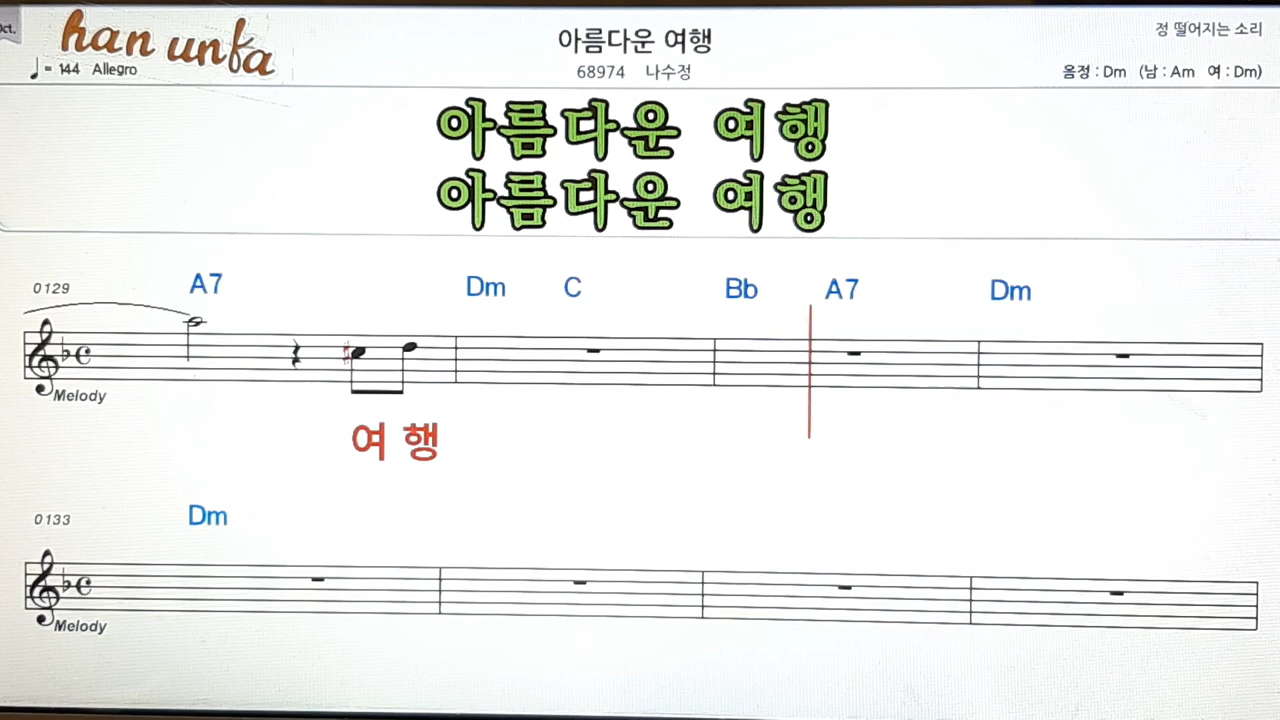 ct.
han unfa
♩= 144 Allegro
아름다운 여행
68974 나수정
정 떨어지는 소리
음정 : Dm (남 : Am 여 : Dm)
아름다운 여행
아름다운 여행
0129 A7 Dm C Bb A7 Dm
Melody
여 행
0133 Dm
Melody